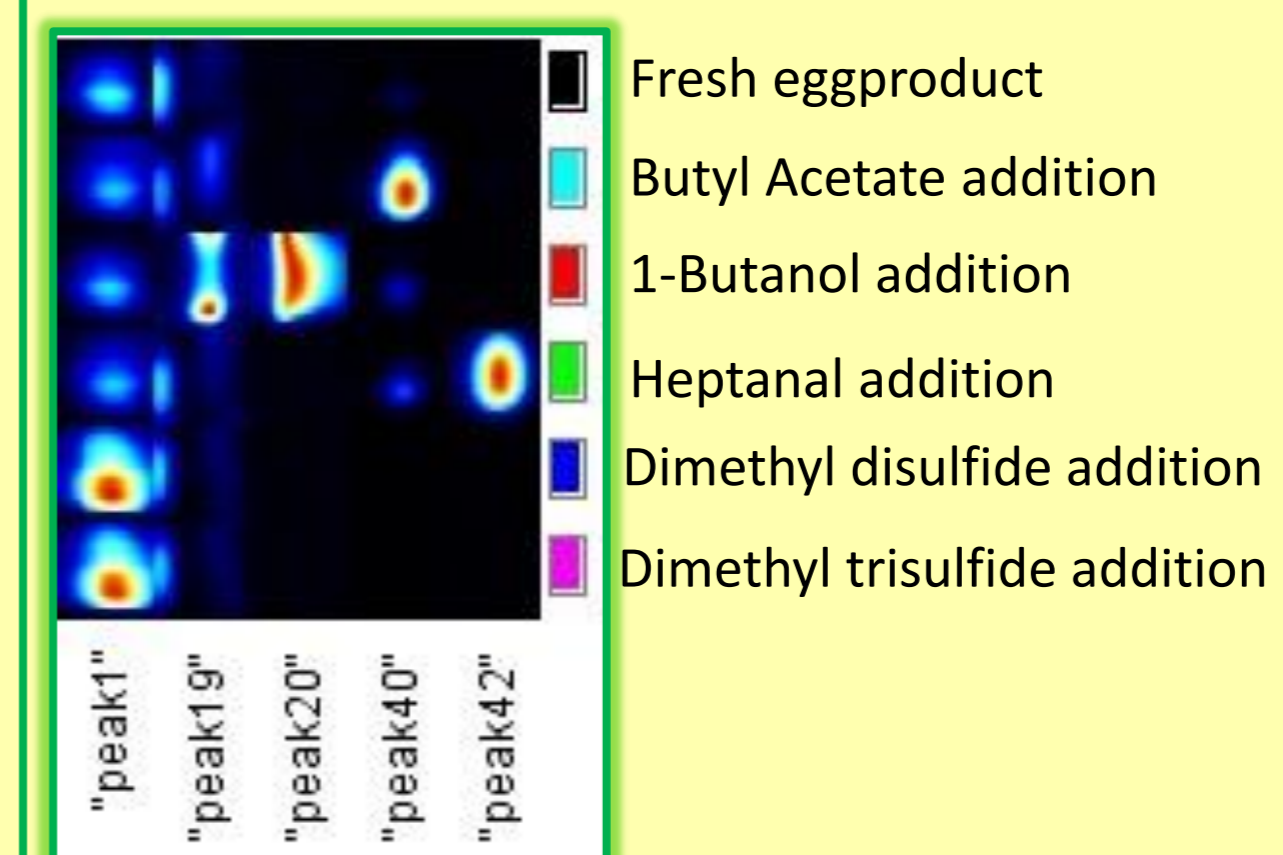 Fresh eggproduct
Butyl Acetate addition
1-Butanol addition
Heptanal addition
Dimethyl disulfide addition
Dimethyl trisulfide addition
"peak1"
"peak19"
"peak20"
"peak40"
"peak42"